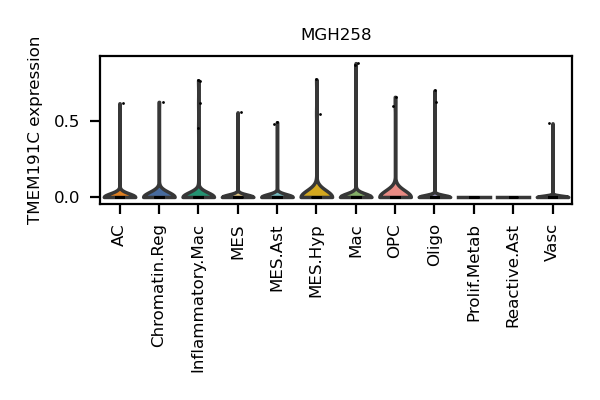 MGH258
TMEM191C expression
0.5
0.0
AC
Chromatin.Reg
Inflammatory.Mac
MES
MES.Ast
MES.Hyp
Mac
OPC
Oligo
Prolif.Metab
Reactive.Ast
Vasc